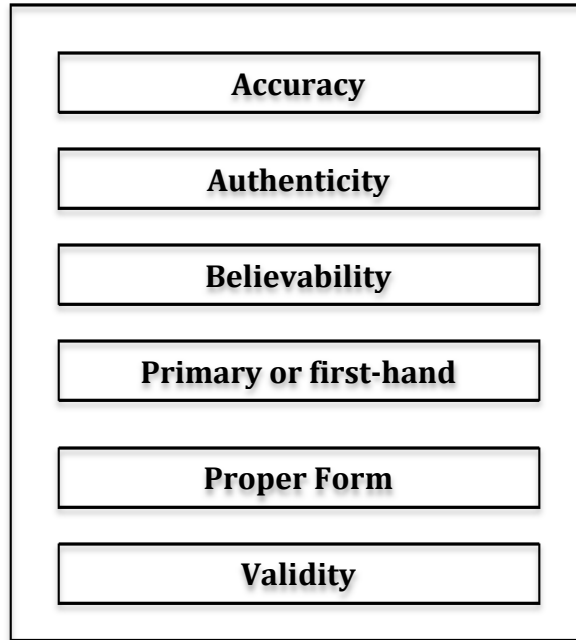 Accuracy
Authenticity
Believability
Primary or first-hand
Proper Form
Validity